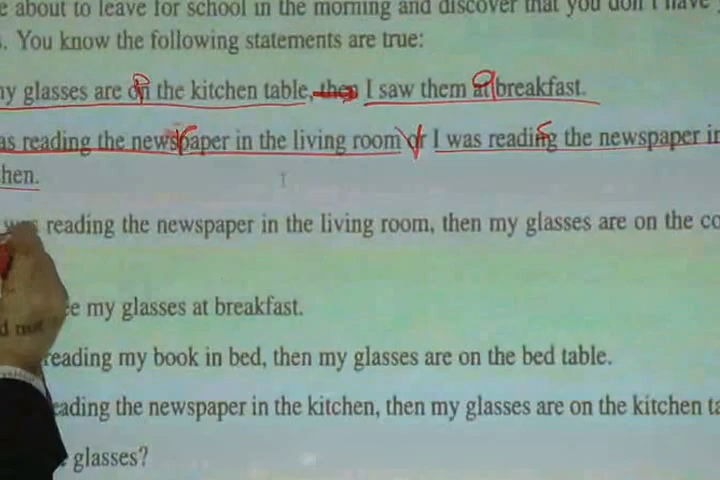 about to leave for school in the morning and discover that you don't have
. You know the following statements are true:
my glasses are on the kitchen table, then I saw them at breakfast.
as reading the newspaper in the living room or I was reading the newspaper in
hen.
was reading the newspaper in the living room, then my glasses are on the co
e my glasses at breakfast.
reading my book in bed, then my glasses are on the bed table.
eading the newspaper in the kitchen, then my glasses are on the kitchen ta
glasses?